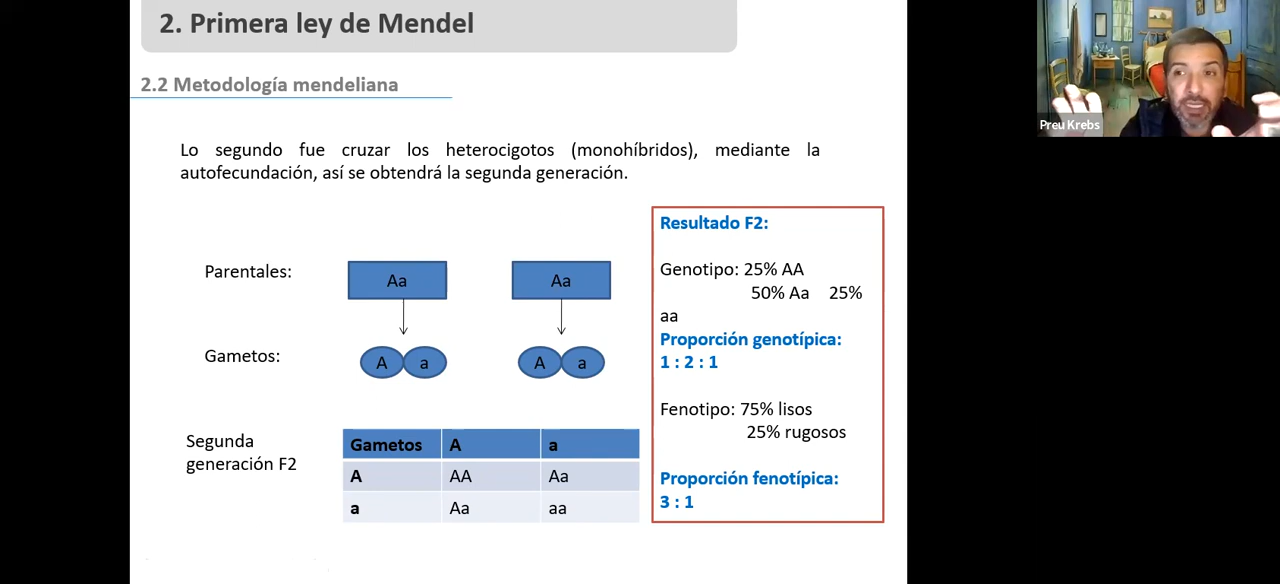 2. Primera ley de Mendel
2.2 Metodología mendeliana
Lo segundo fue cruzar los heterocigotos (monohíbridos), mediante la
autofecundación, así se obtendrá la segunda generación.
Parentales:
Aa
Aa
Gametos:
A a
A a
Segunda
generación F2
Gametos A a
A AA Aa
a Aa aa
Resultado F2:
Genotipo: 25% AA
50% Aa 25%
aa
Proporción genotípica:
1 : 2 : 1
Fenotipo: 75% lisos
25% rugosos
Proporción fenotípica:
3 : 1
Preu Krebs